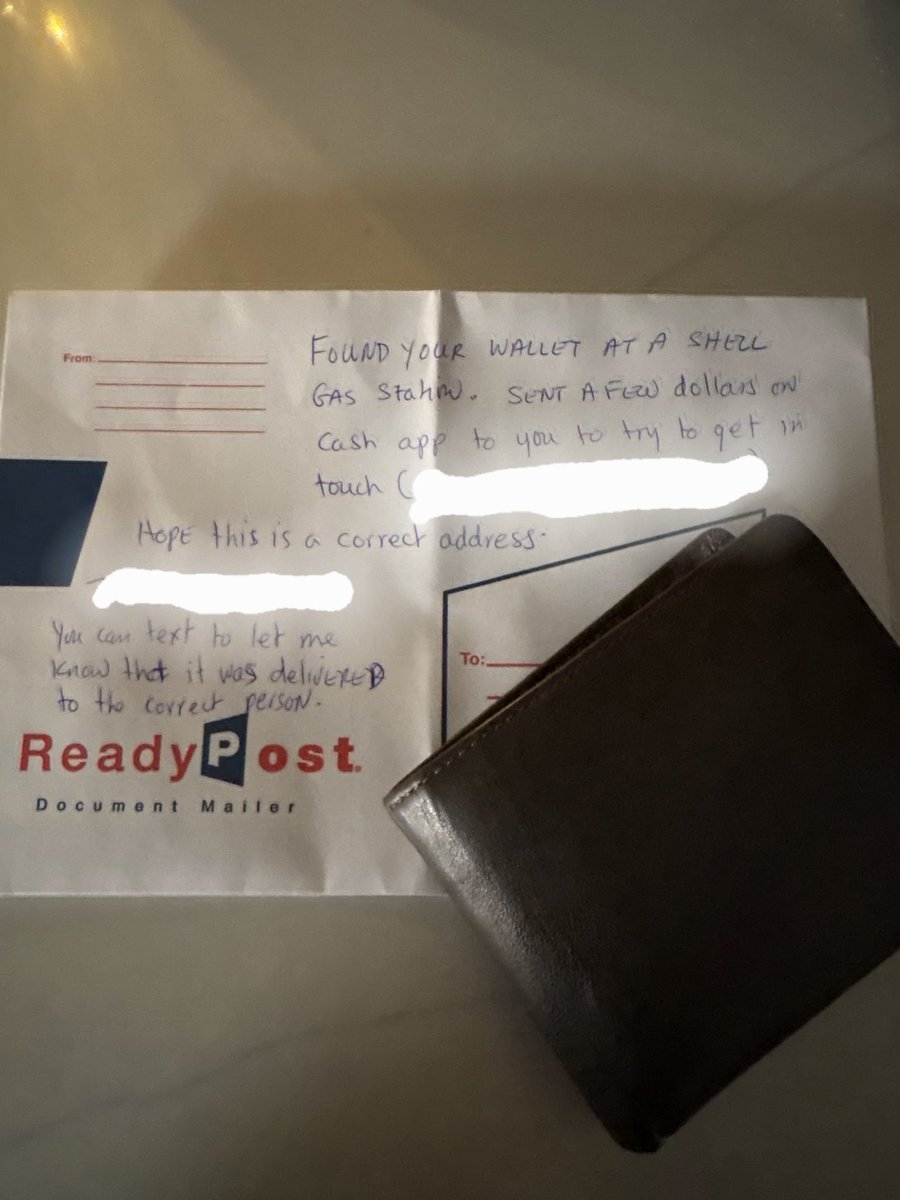 From:
FOUND YOUR WALLET AT A SHELL
GAS Station. SENT A FEW dollars on
Cash app to you to try to get in
touch (
HOPE this is a correct address.
You can text to let me
know that it was deliVERED
to the correct person.
To:
ReadyPost.
Document Mailer